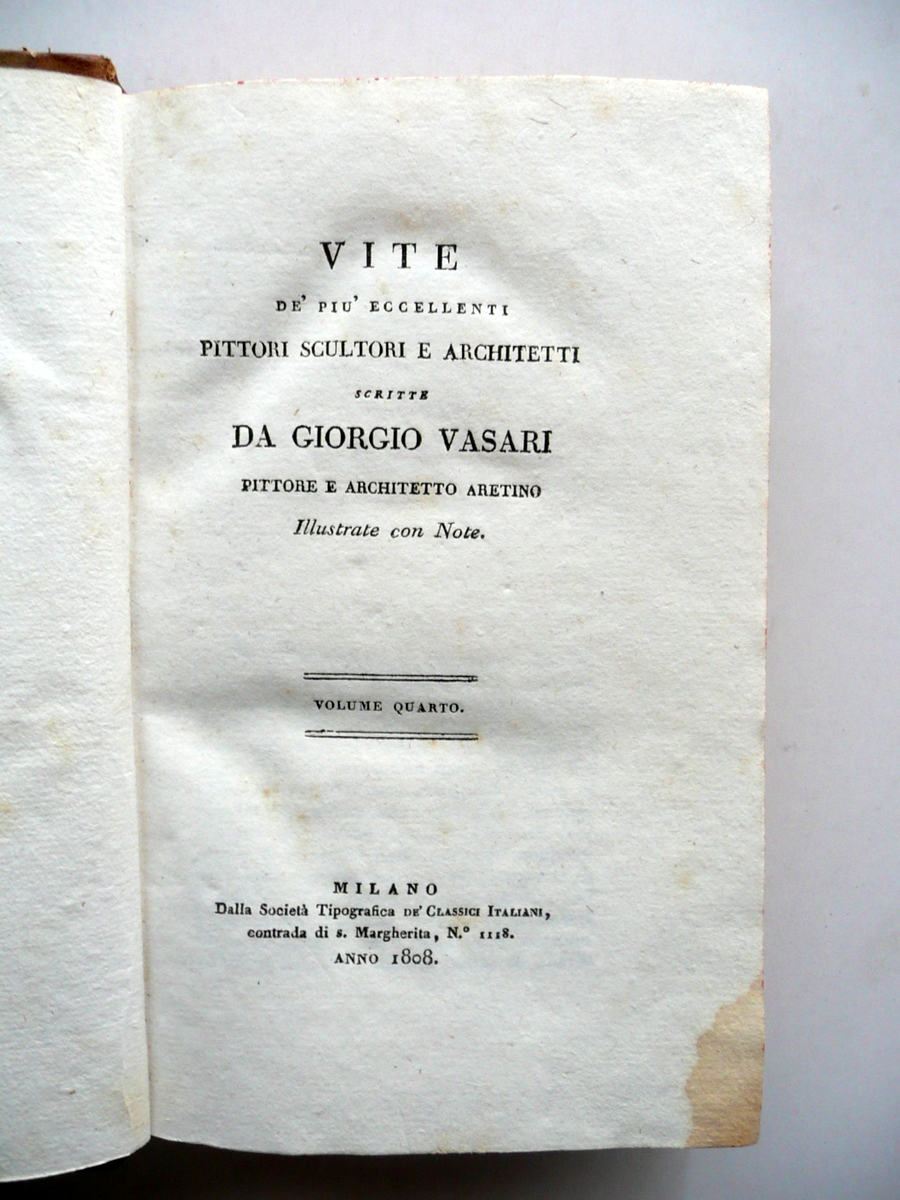 VITE
DE' PIU' ECCELLENTI
PITTORI SCULTORI E ARCHITETTI
SCRITTE
DA GIORGIO VASARI
PITTORE E ARCHITETTO ARETINO
Illustrate con Note.
VOLUME QUARTO.
MILANO
Dalla Società Tipografica DE' CLASSICI ITALIANI,
contrada di s. Margherita, N.° 1118.
ANNO 1808.